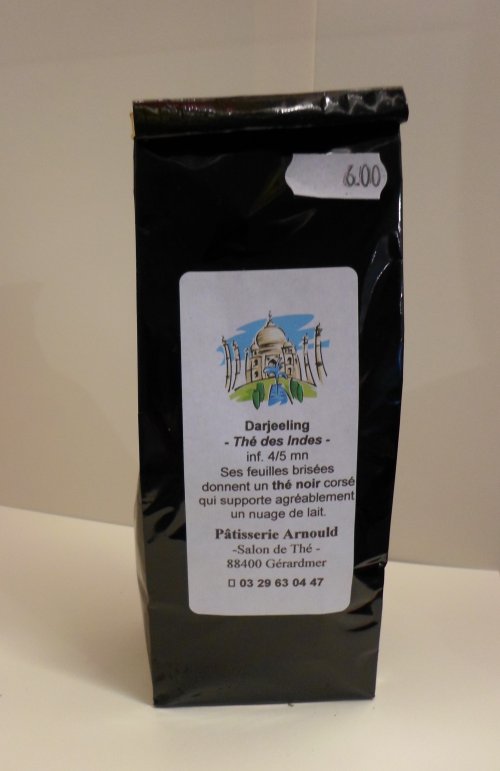 6.00
Darjeeling
- Thé des Indes -
inf. 4/5 mn
Ses feuilles brisées
donnent un thé noir corsé
qui supporte agréablement
un nuage de lait.
Pâtisserie Arnould
-Salon de Thé -
88400 Gérardmer
03 29 63 04 47